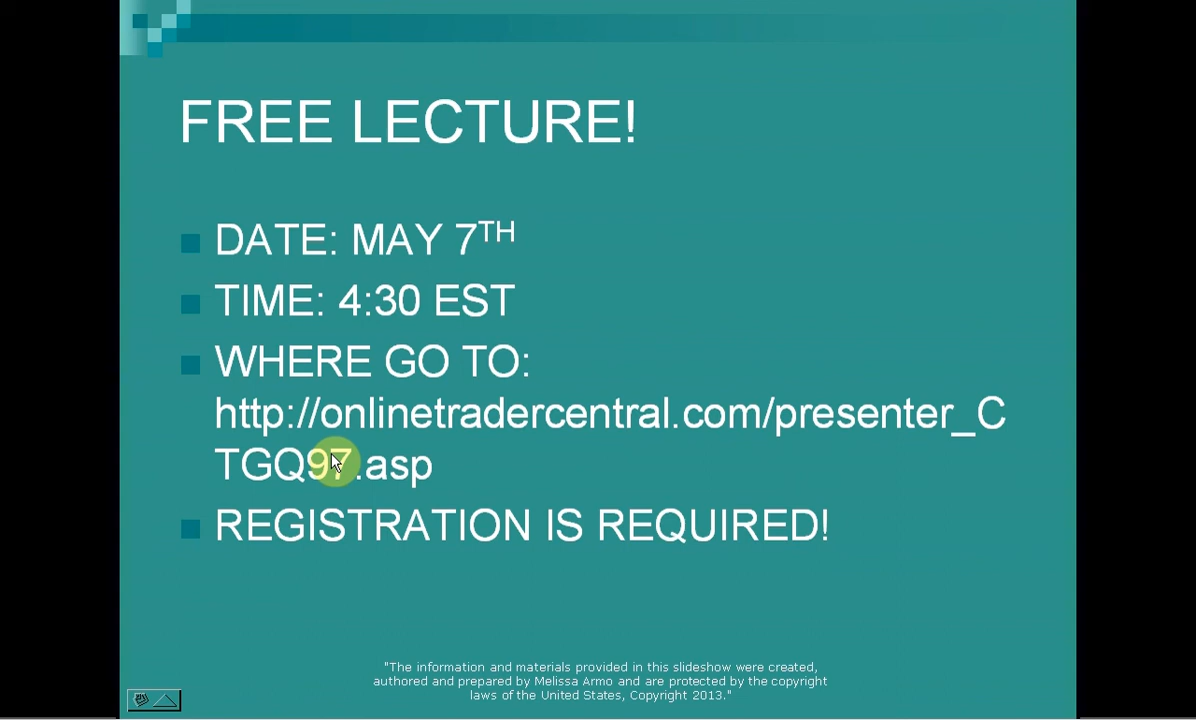 FREE LECTURE!
DATE: MAY 7TH
TIME: 4:30 EST
WHERE GO TO:
http://onlinetradercentral.com/presenter_C
TGQ97.asp
REGISTRATION IS REQUIRED!
"The information and materials provided in this slideshow were created,
authored and prepared by Melissa Armo and are protected by the copyright
laws of the United States, Copyright 2013."